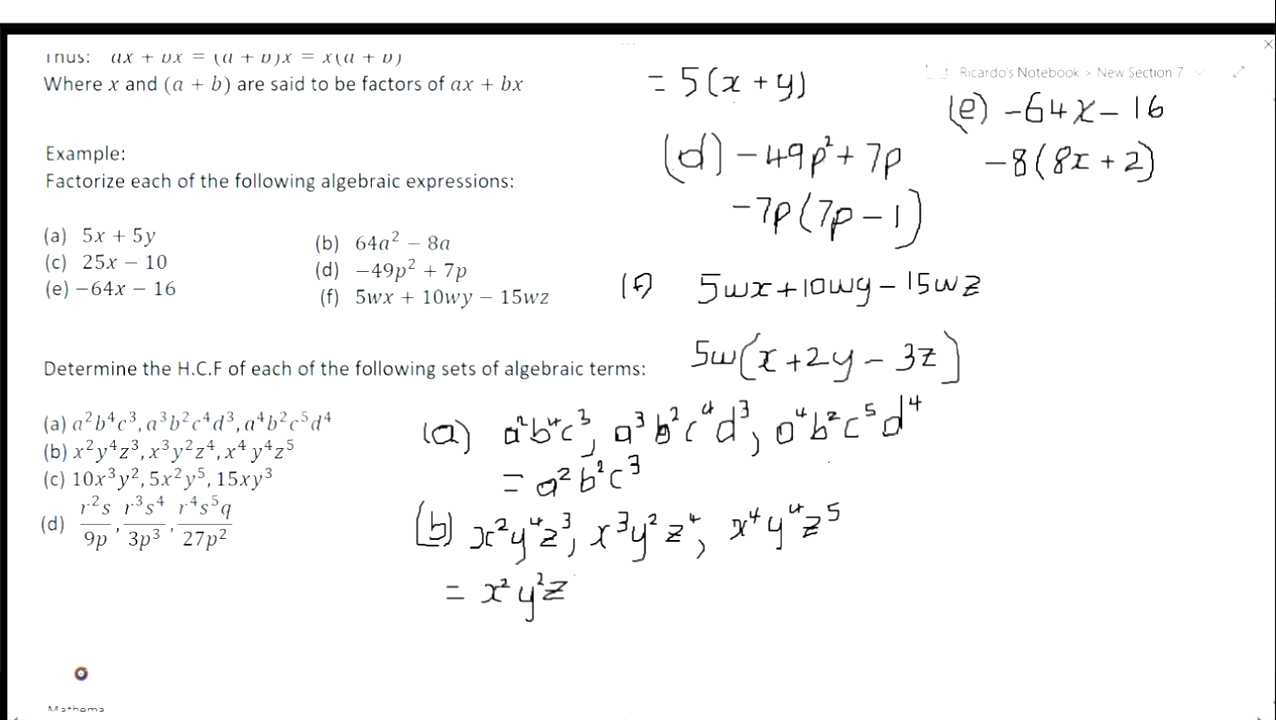 Thus: ax + bx = (a + b)x = x(a + b)
Where x and (a + b) are said to be factors of ax + bx
Example:
Factorize each of the following algebraic expressions:
(a) 5x + 5y
(b) 64a² − 8a
(c) 25x − 10
(d) −49p² + 7p
(e) −64x − 16
(f) 5wx + 10wy − 15wz
Determine the H.C.F of each of the following sets of algebraic terms:
(a) a²b⁴c³, a³b²c⁴d³, a⁴b²c⁵d⁴
(b) x²y⁴z³, x³y²z⁴, x⁴ y⁴z⁵
(c) 10x³y², 5x²y⁵, 15xy³
(d) r²s/9p, r³s⁴/3p³, r⁴s⁵q/27p²
Mathema
Ricardo's Notebook > New Section 7
= 5(x + y)
(d) −49p² + 7p
−7p(7p − 1)
(e) −64x − 16
−8(8x + 2)
(f) 5wx + 10wy − 15wz
5w(x + 2y − 3z)
(a) a²b⁴c³, a³b²c⁴d³, a⁴b²c⁵d⁴
= a²b²c³
(b) x²y⁴z³, x³y²z⁴, x⁴y⁴z⁵
= x²y²z